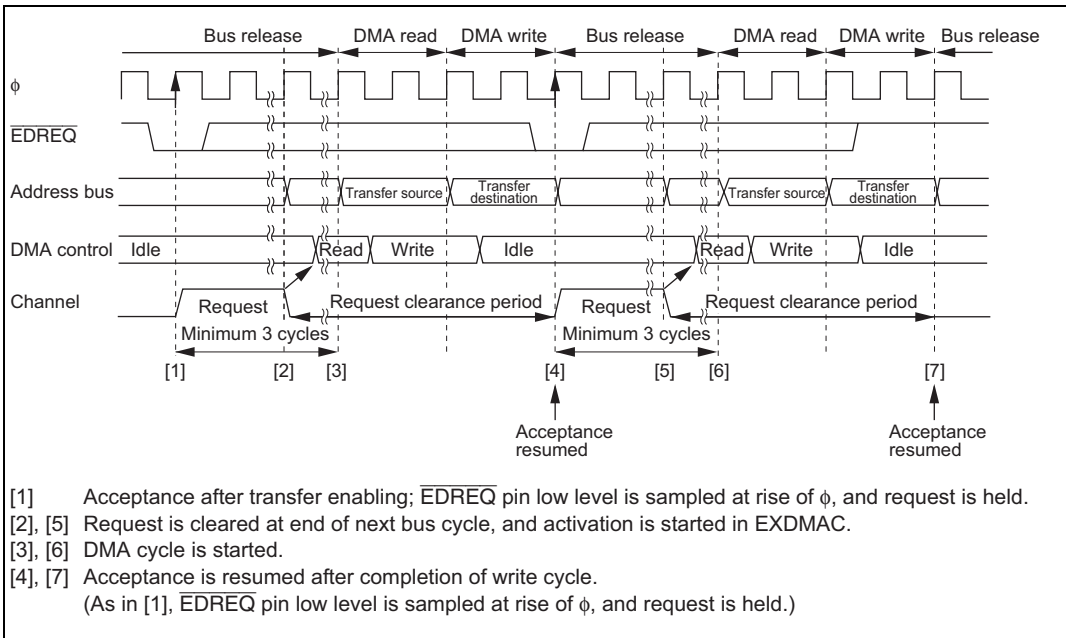 Bus release DMA read DMA write Bus release DMA read DMA write Bus release
φ
EDREQ
Address bus Transfer source Transfer destination Transfer source Transfer destination
DMA control Idle Read Write Idle Read Write Idle
Channel Request Request clearance period Request Request clearance period
Minimum 3 cycles Minimum 3 cycles
[1] [2] [3] [4] [5] [6] [7]
Acceptance resumed Acceptance resumed
[1] Acceptance after transfer enabling; EDREQ pin low level is sampled at rise of φ, and request is held.
[2], [5] Request is cleared at end of next bus cycle, and activation is started in EXDMAC.
[3], [6] DMA cycle is started.
[4], [7] Acceptance is resumed after completion of write cycle.
(As in [1], EDREQ pin low level is sampled at rise of φ, and request is held.)